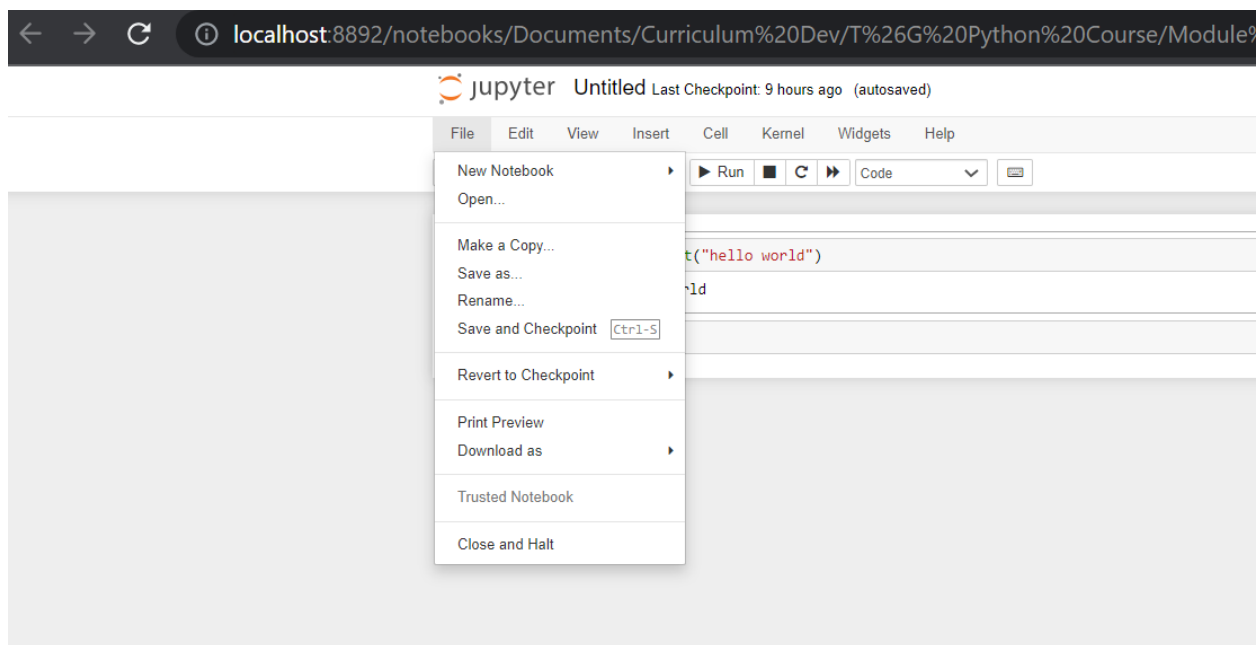 localhost:8892/notebooks/Documents/Curriculum%20Dev/T%26G%20Python%20Course/Module%
jupyter Untitled Last Checkpoint: 9 hours ago (autosaved)
File Edit View Insert Cell Kernel Widgets Help
Run Code
New Notebook
Open...
Make a Copy...
Save as...
Rename...
Save and Checkpoint Ctrl-S
Revert to Checkpoint
Print Preview
Download as
Trusted Notebook
Close and Halt
t("hello world")
rld